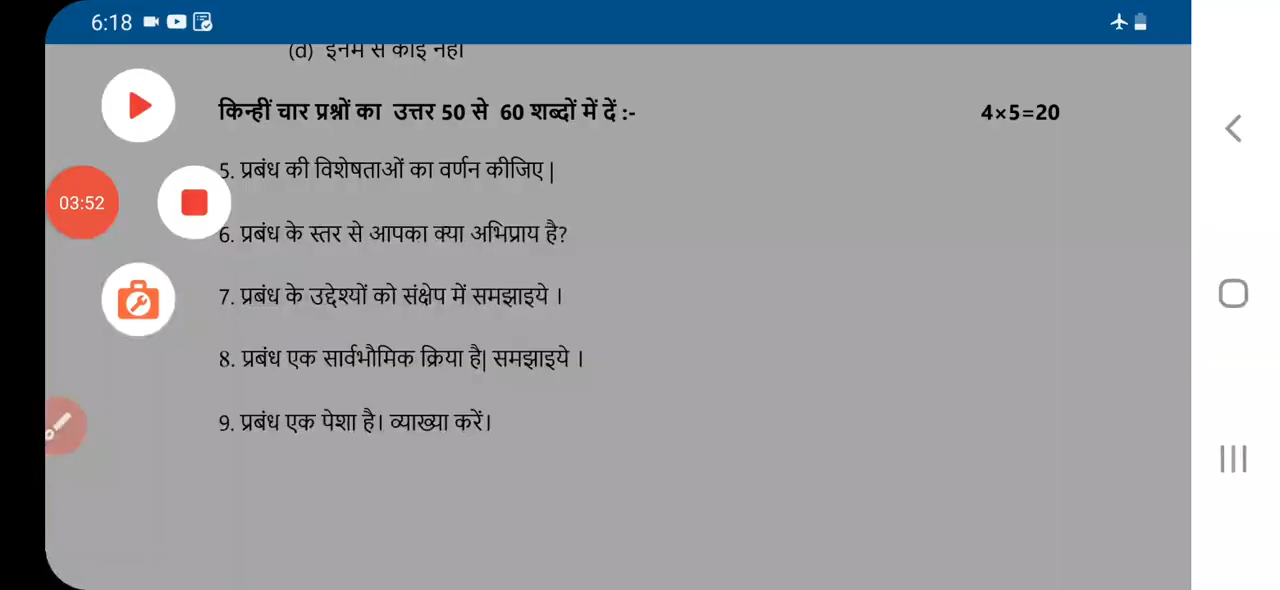 6:18
(d) इनमें से कोई नहीं
किन्हीं चार प्रश्नों का उत्तर 50 से 60 शब्दों में दें :- 4×5=20
5. प्रबंध की विशेषताओं का वर्णन कीजिए|
03:52
6. प्रबंध के स्तर से आपका क्या अभिप्राय है?
7. प्रबंध के उद्देश्यों को संक्षेप में समझाइये ।
8. प्रबंध एक सार्वभौमिक क्रिया है| समझाइये ।
9. प्रबंध एक पेशा है। व्याख्या करें।